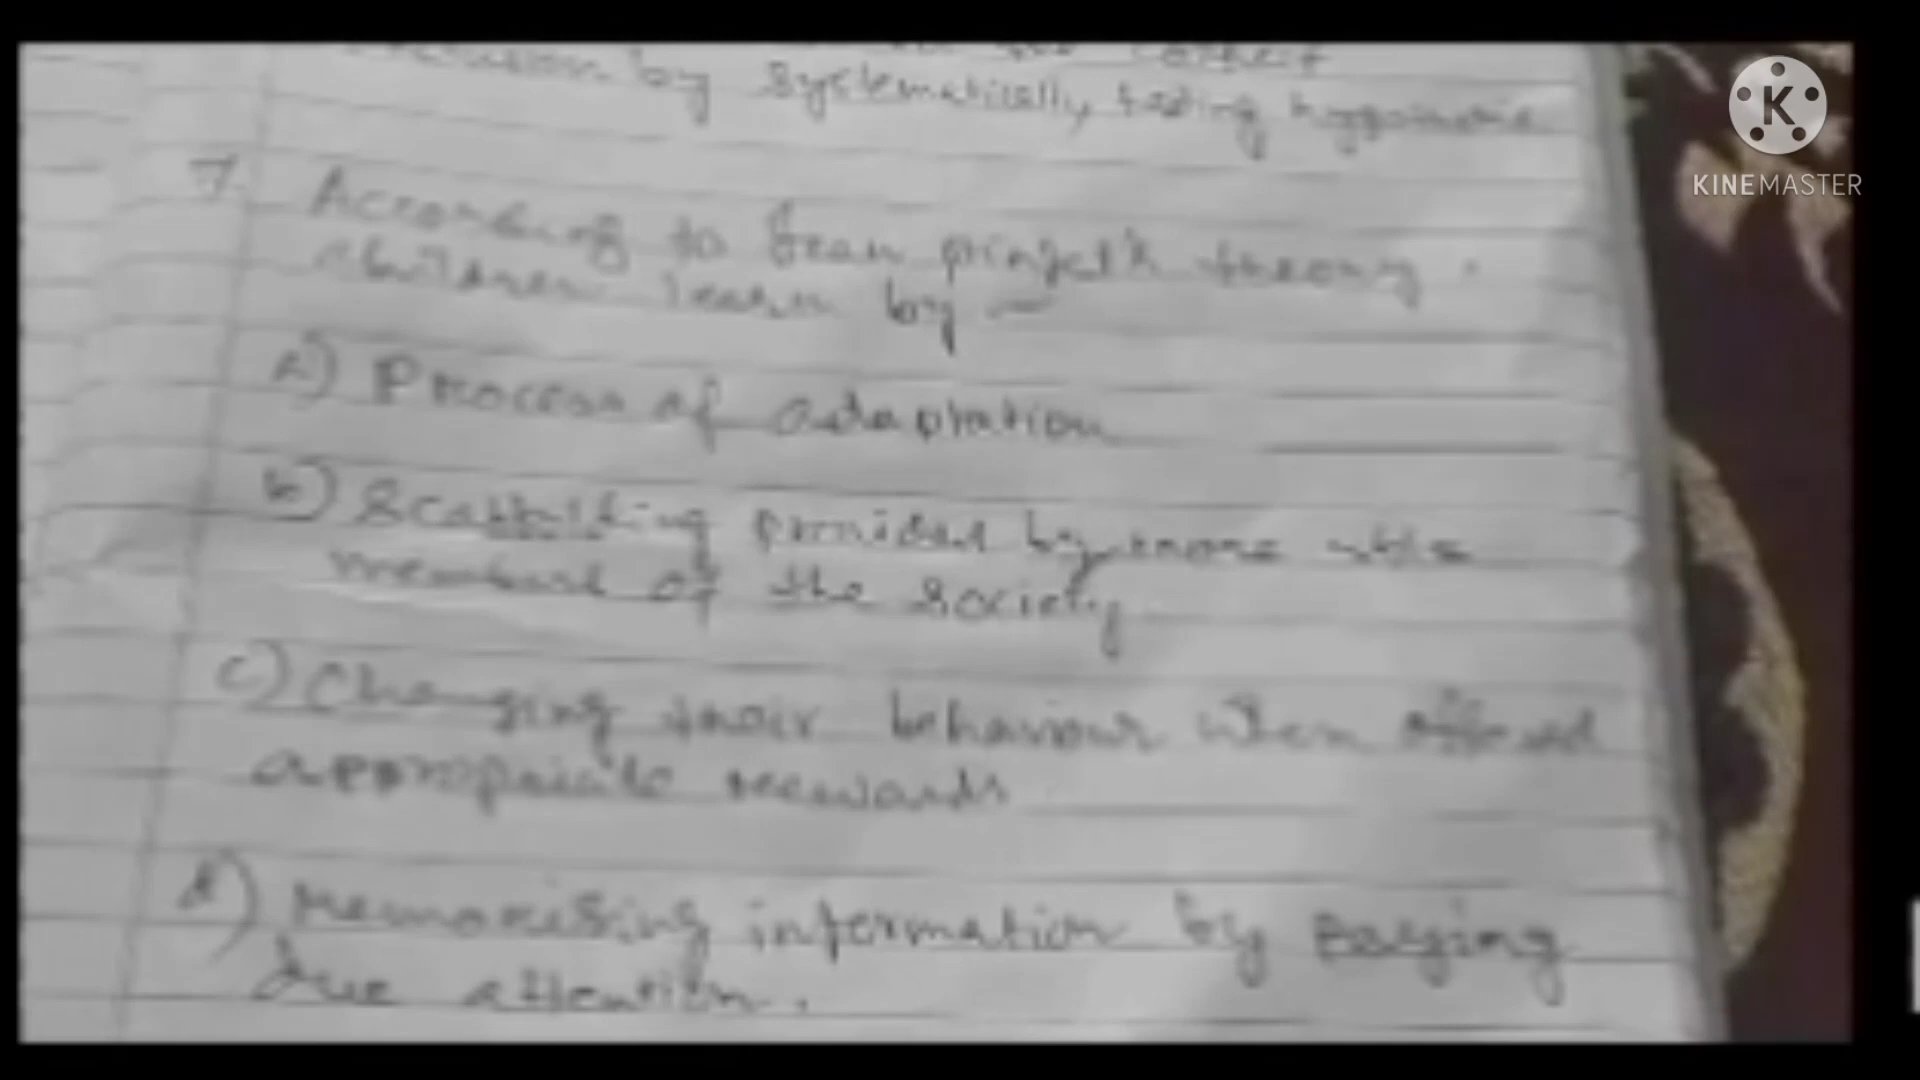 by systematically testing
7. According to Jean piaget's theory.
children learn by -
a) Process of adaptation
b) Scaffolding provided by more able
members of the society
c) Changing their behaviour when offered
appropriate rewards
d) Memorising information by paying
due attention.
KINEMASTER